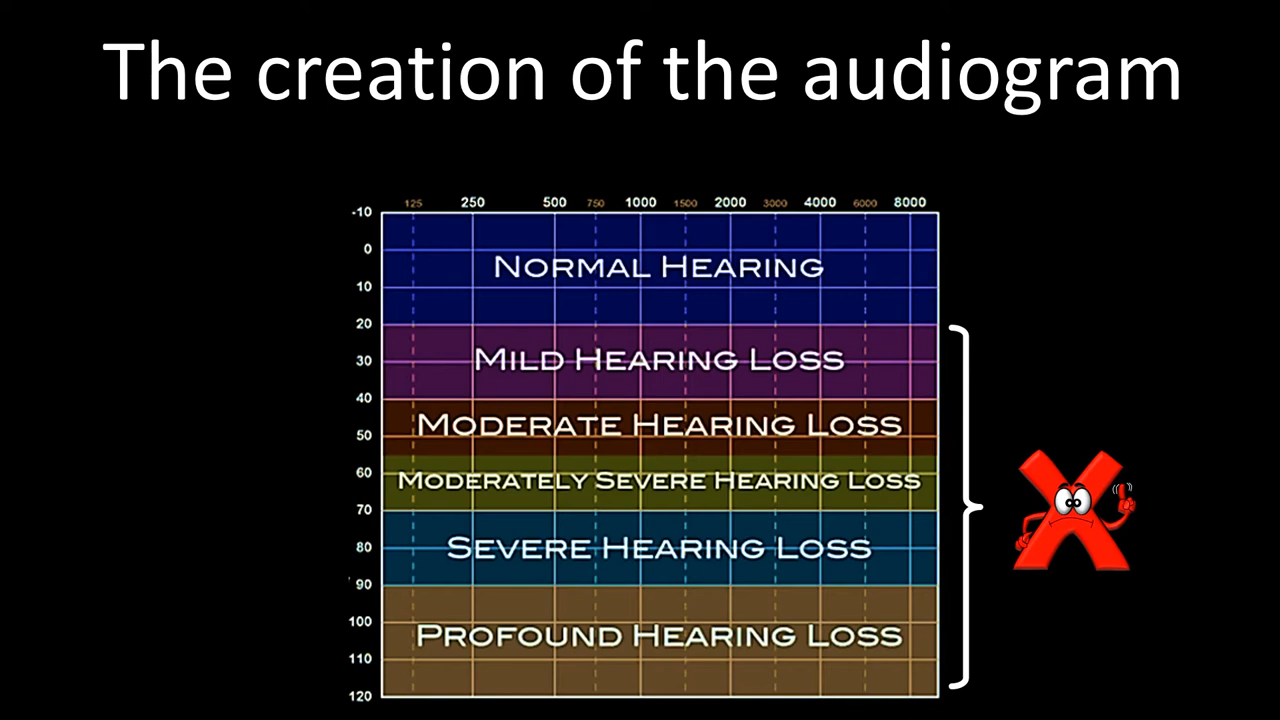 The creation of the audiogram
125 250 500 750 1000 1500 2000 3000 4000 6000 8000
-10
0
NORMAL HEARING
10
20
30
MILD HEARING LOSS
40
MODERATE HEARING LOSS
50
60
MODERATELY SEVERE HEARING LOSS
70
80
SEVERE HEARING LOSS
90
100
PROFOUND HEARING LOSS
110
120